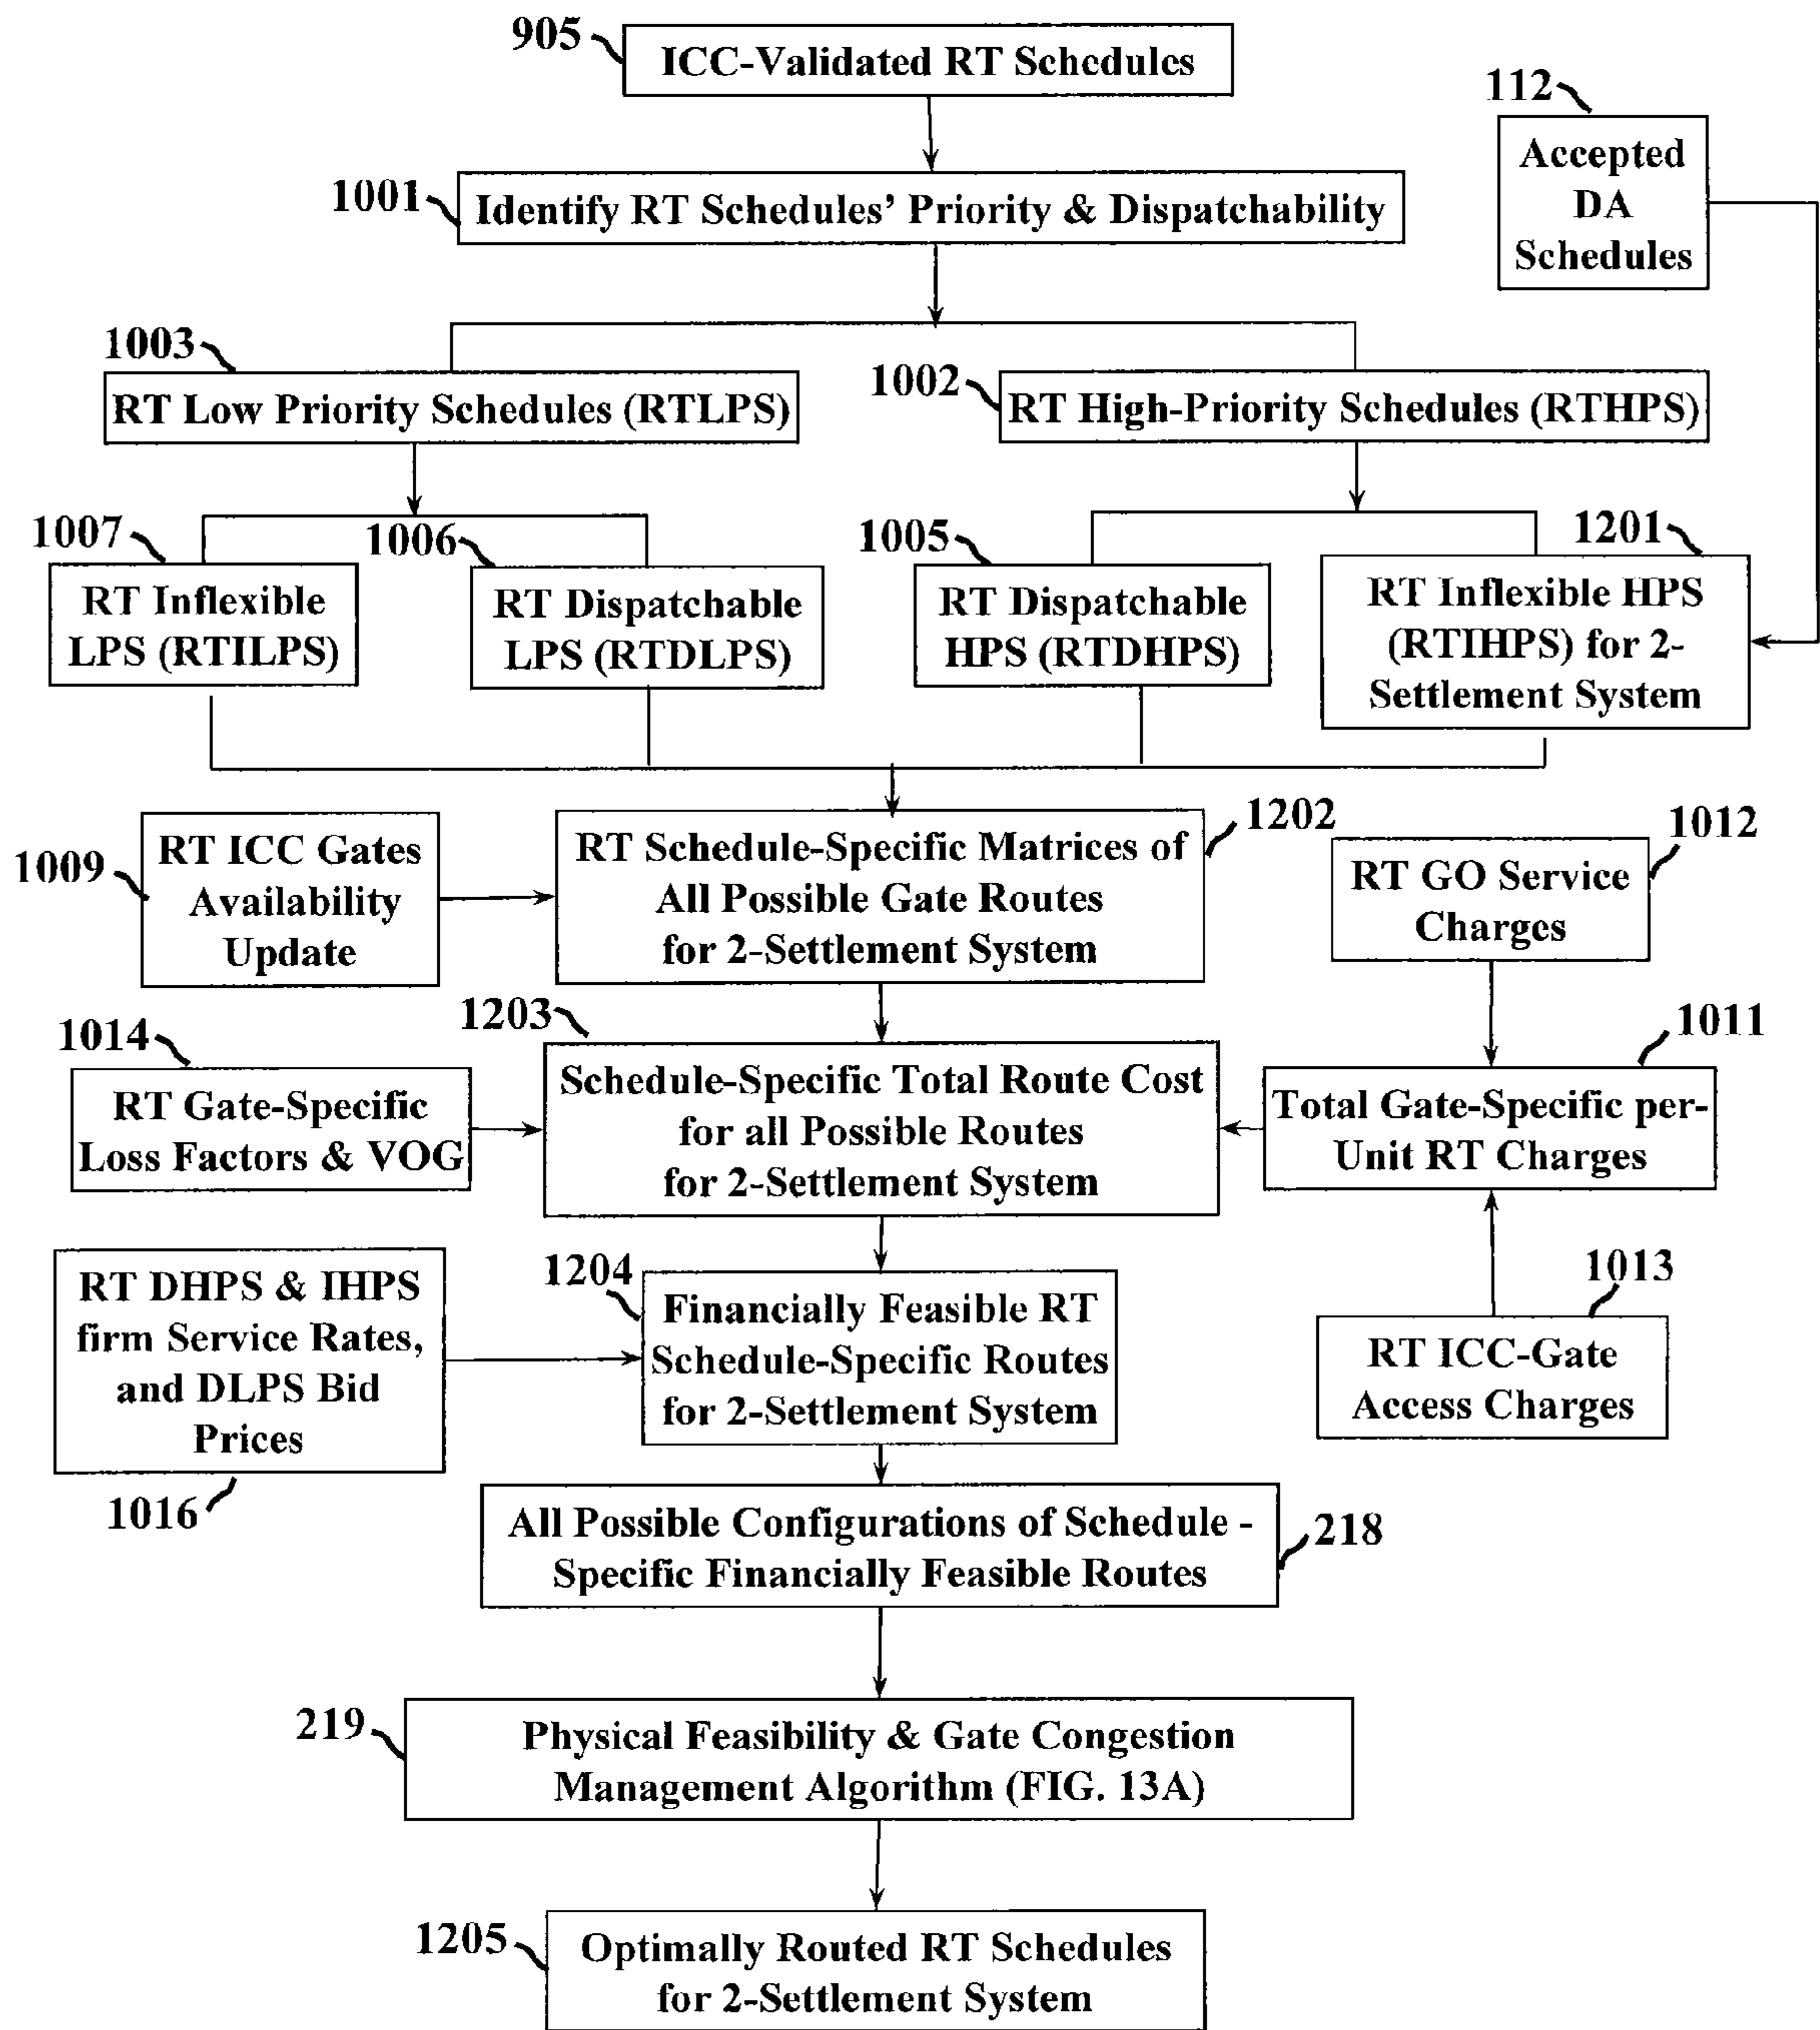 905
ICC-Validated RT Schedules
112
Accepted
DA
Schedules
1001
Identify RT Schedules’ Priority & Dispatchability
1003
RT Low Priority Schedules (RTLPS)
1002
RT High-Priority Schedules (RTHPS)
1007
RT Inflexible
LPS (RTILPS)
1006
RT Dispatchable
LPS (RTDLPS)
1005
RT Dispatchable
HPS (RTDHPS)
1201
RT Inflexible HPS
(RTIHPS) for 2-
Settlement System
1009
RT ICC Gates
Availability
Update
1202
RT Schedule-Specific Matrices of
All Possible Gate Routes
for 2-Settlement System
1012
RT GO Service
Charges
1014
RT Gate-Specific
Loss Factors & VOG
1203
Schedule-Specific Total Route Cost
for all Possible Routes
for 2-Settlement System
1011
Total Gate-Specific per-
Unit RT Charges
RT DHPS & IHPS
firm Service Rates,
and DLPS Bid
Prices
1016
1204
Financially Feasible RT
Schedule-Specific Routes
for 2-Settlement System
1013
RT ICC-Gate
Access Charges
All Possible Configurations of Schedule -
Specific Financially Feasible Routes
218
219
Physical Feasibility & Gate Congestion
Management Algorithm (FIG. 13A)
1205
Optimally Routed RT Schedules
for 2-Settlement System